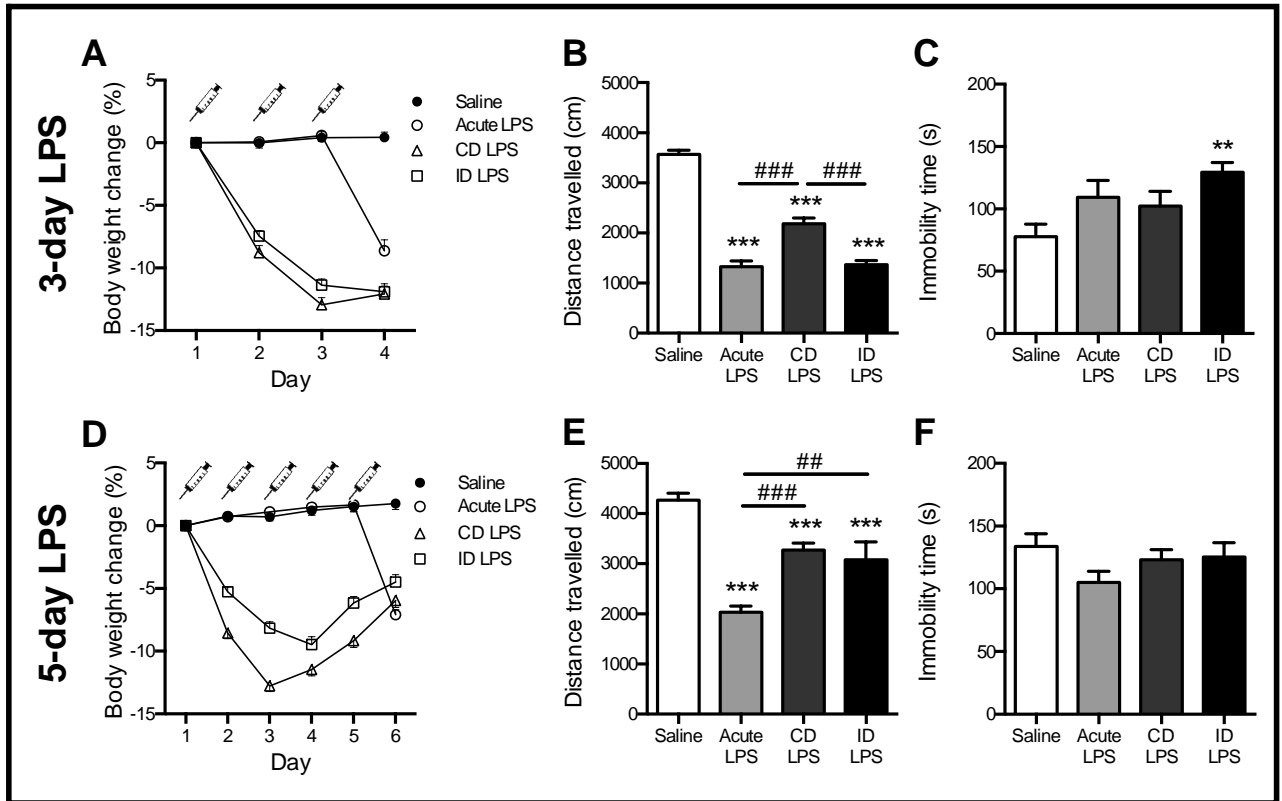 3-day LPS
A
Body weight change (%)
5
0
-5
-10
-15
1 2 3 4
Day
Saline
Acute LPS
CD LPS
ID LPS
B
Distance travelled (cm)
5000
4000
3000
2000
1000
0
### ###
***
*** ***
Saline Acute CD ID
LPS LPS LPS
C
Immobility time (s)
200
150
100
50
0
**
Saline Acute CD ID
LPS LPS LPS
5-day LPS
D
Body weight change (%)
5
0
-5
-10
-15
1 2 3 4 5 6
Day
Saline
Acute LPS
CD LPS
ID LPS
E
Distance travelled (cm)
5000
4000
3000
2000
1000
0
##
###
*** ***
***
Saline Acute CD ID
LPS LPS LPS
F
Immobility time (s)
200
150
100
50
0
Saline Acute CD ID
LPS LPS LPS